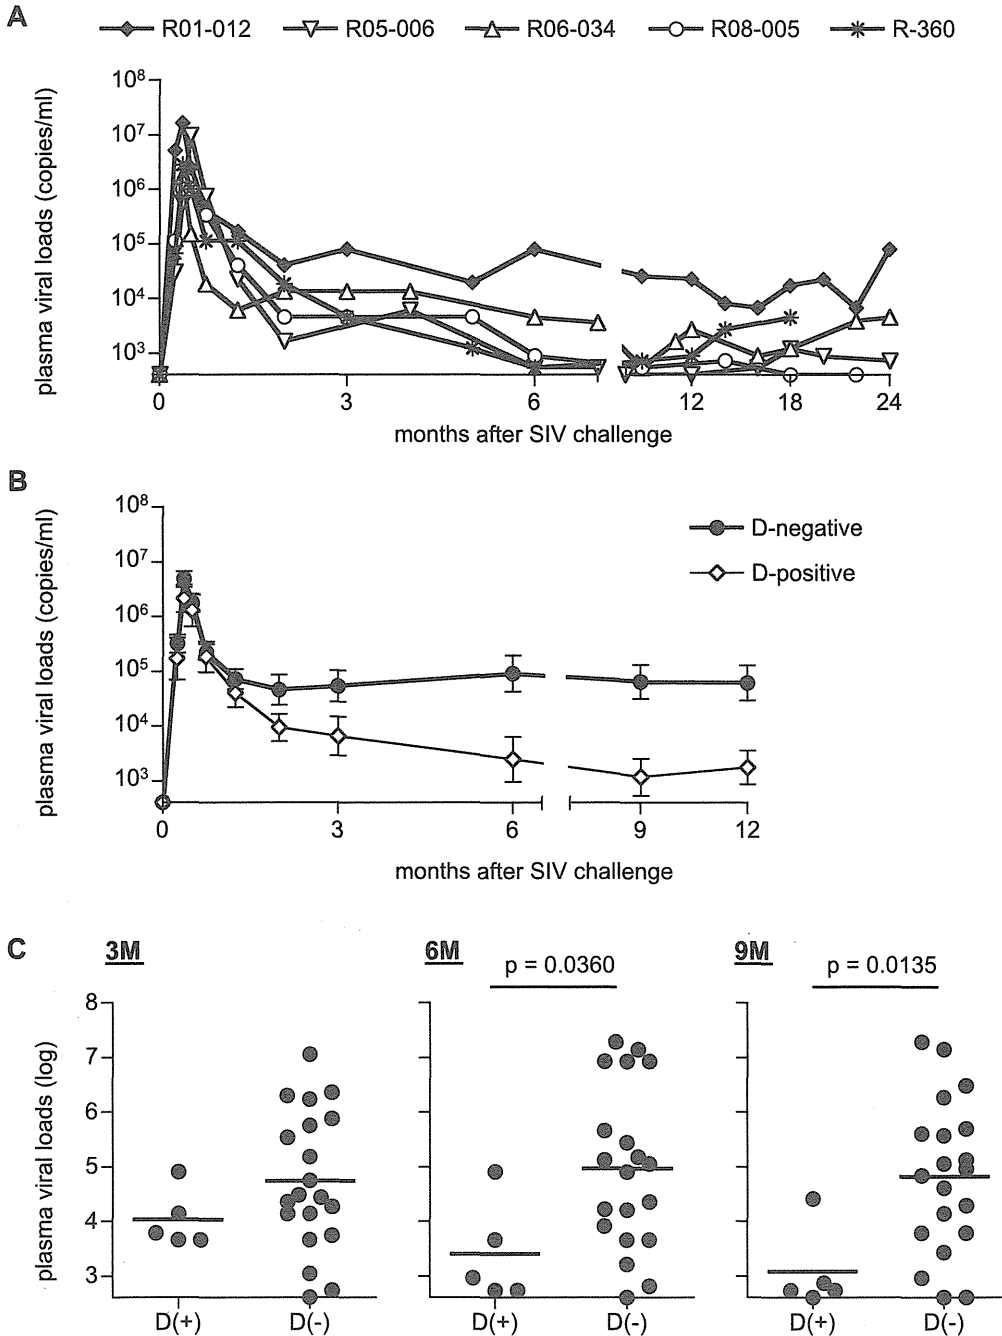 A
R01-012 R05-006 R06-034 R08-005 R-360
plasma viral loads (copies/ml)
10⁸
10⁷
10⁶
10⁵
10⁴
10³
0 3 6 12 18 24
months after SIV challenge
B
plasma viral loads (copies/ml)
10⁸
10⁷
10⁶
10⁵
10⁴
10³
D-negative
D-positive
0 3 6 9 12
months after SIV challenge
C
3M 6M 9M
p = 0.0360 p = 0.0135
plasma viral loads (log)
8
7
6
5
4
3
D(+) D(-) D(+) D(-) D(+) D(-)